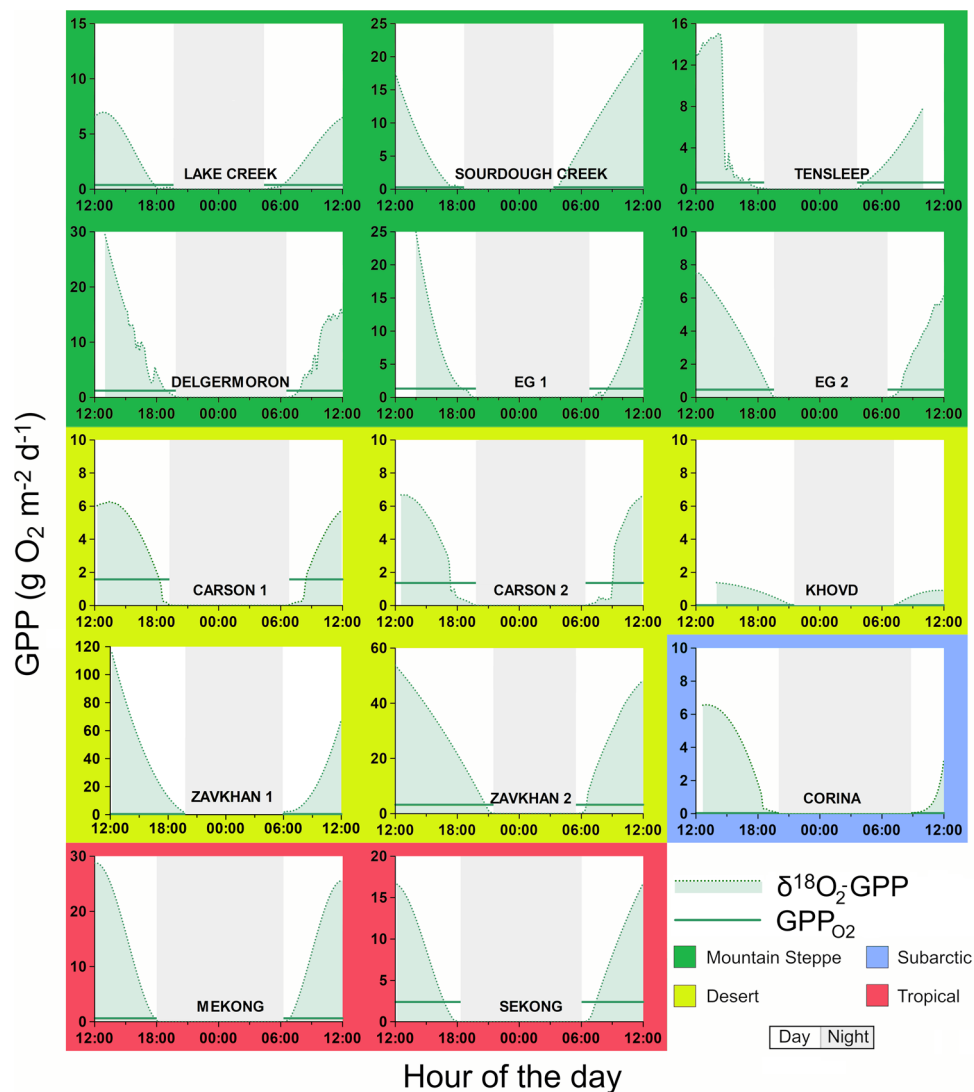 GPP (g O2 m-2 d-1)
15
10
5
0
LAKE CREEK
12:00 18:00 00:00 06:00 12:00
25
20
15
10
5
0
SOURDOUGH CREEK
12:00 18:00 00:00 06:00 12:00
16
12
8
4
0
TENSLEEP
12:00 18:00 00:00 06:00 12:00
30
20
10
0
DELGERMORON
12:00 18:00 00:00 06:00 12:00
25
20
15
10
5
0
EG 1
12:00 18:00 00:00 06:00 12:00
8
6
4
2
0
EG 2
12:00 18:00 00:00 06:00 12:00
10
8
6
4
2
0
CARSON 1
12:00 18:00 00:00 06:00 12:00
10
8
6
4
2
0
CARSON 2
12:00 18:00 00:00 06:00 12:00
10
8
6
4
2
0
KHOVD
12:00 18:00 00:00 06:00 12:00
120
100
80
60
40
20
0
ZAVKHAN 1
12:00 18:00 00:00 06:00 12:00
60
40
20
0
ZAVKHAN 2
12:00 18:00 00:00 06:00 12:00
10
8
6
4
2
0
CORINA
12:00 18:00 00:00 06:00 12:00
30
20
10
0
MEKONG
12:00 18:00 00:00 06:00 12:00
20
15
10
5
0
SEKONG
12:00 18:00 00:00 06:00 12:00
δ18O2-GPP
GPPO2
Mountain Steppe
Subarctic
Desert
Tropical
Day Night
Hour of the day